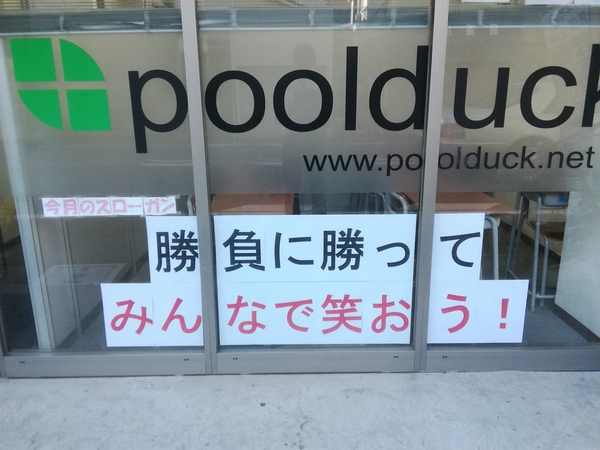 poolduck
www.poolduck.net
今月のスローガン
勝負に勝って
みんなで笑おう！